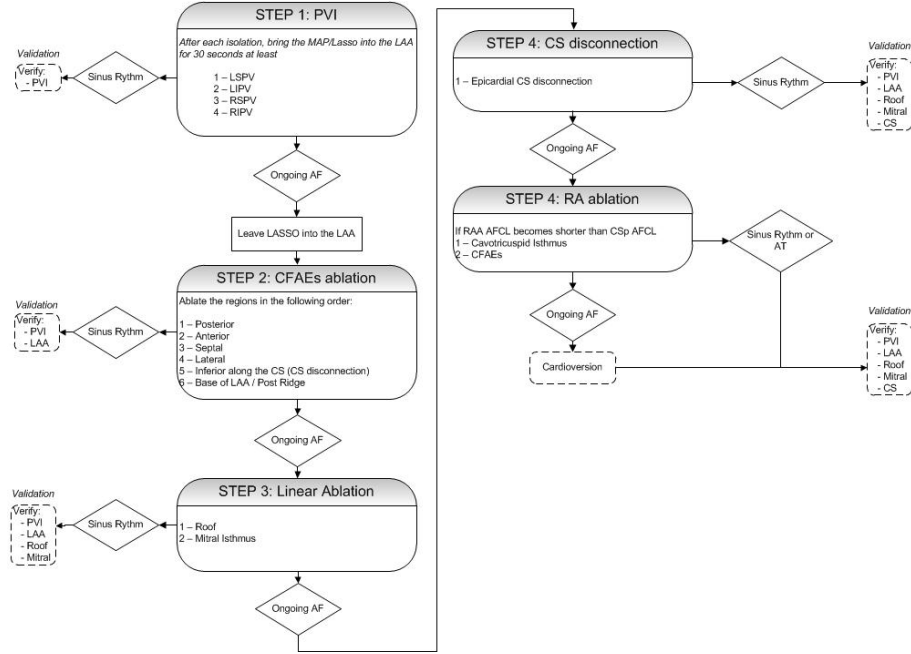 STEP 1: PVI
After each isolation, bring the MAP/Lasso into the LAA
for 30 seconds at least
1 – LSPV
2 – LIPV
3 – RSPV
4 – RIPV
Validation
Verify:
- PVI
Sinus Rythm
Ongoing AF
Leave LASSO into the LAA
STEP 2: CFAEs ablation
Ablate the regions in the following order:
1 – Posterior
2 – Anterior
3 – Septal
4 – Lateral
5 – Inferior along the CS (CS disconnection)
6 – Base of LAA / Post Ridge
Validation
Verify:
- PVI
- LAA
Sinus Rythm
Ongoing AF
STEP 3: Linear Ablation
1 – Roof
2 – Mitral Isthmus
Validation
Verify:
- PVI
- LAA
- Roof
- Mitral
Sinus Rythm
Ongoing AF
STEP 4: CS disconnection
1 – Epicardial CS disconnection
Sinus Rythm
Validation
Verify:
- PVI
- LAA
- Roof
- Mitral
- CS
Ongoing AF
STEP 4: RA ablation
If RAA AFCL becomes shorter than CSp AFCL
1 – Cavotricuspid Isthmus
2 – CFAEs
Sinus Rythm or
AT
Ongoing AF
Cardioversion
Validation
Verify:
- PVI
- LAA
- Roof
- Mitral
- CS